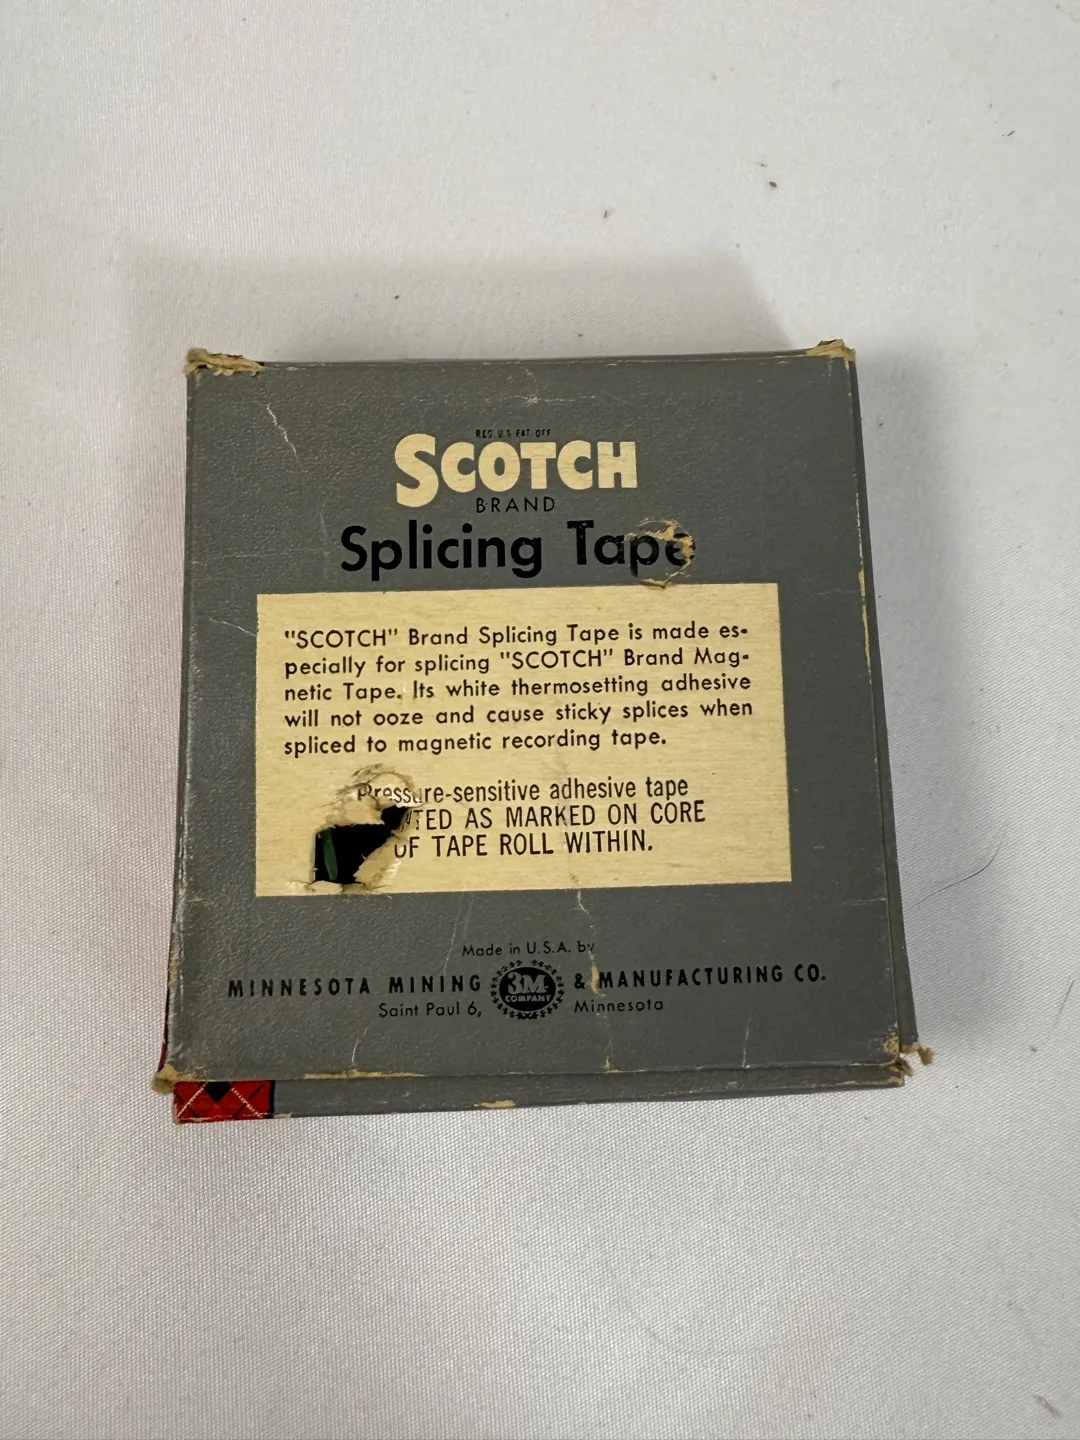 REG. U.S. PAT. OFF.
SCOTCH
BRAND
Splicing Tape
"SCOTCH" Brand Splicing Tape is made es-
pecially for splicing "SCOTCH" Brand Mag-
netic Tape. Its white thermosetting adhesive
will not ooze and cause sticky splices when
spliced to magnetic recording tape.
Pressure-sensitive adhesive tape
AS MARKED ON CORE
OF TAPE ROLL WITHIN.
Made in U.S.A. by
MINNESOTA MINING 3M COMPANY & MANUFACTURING CO.
Saint Paul 6, Minnesota